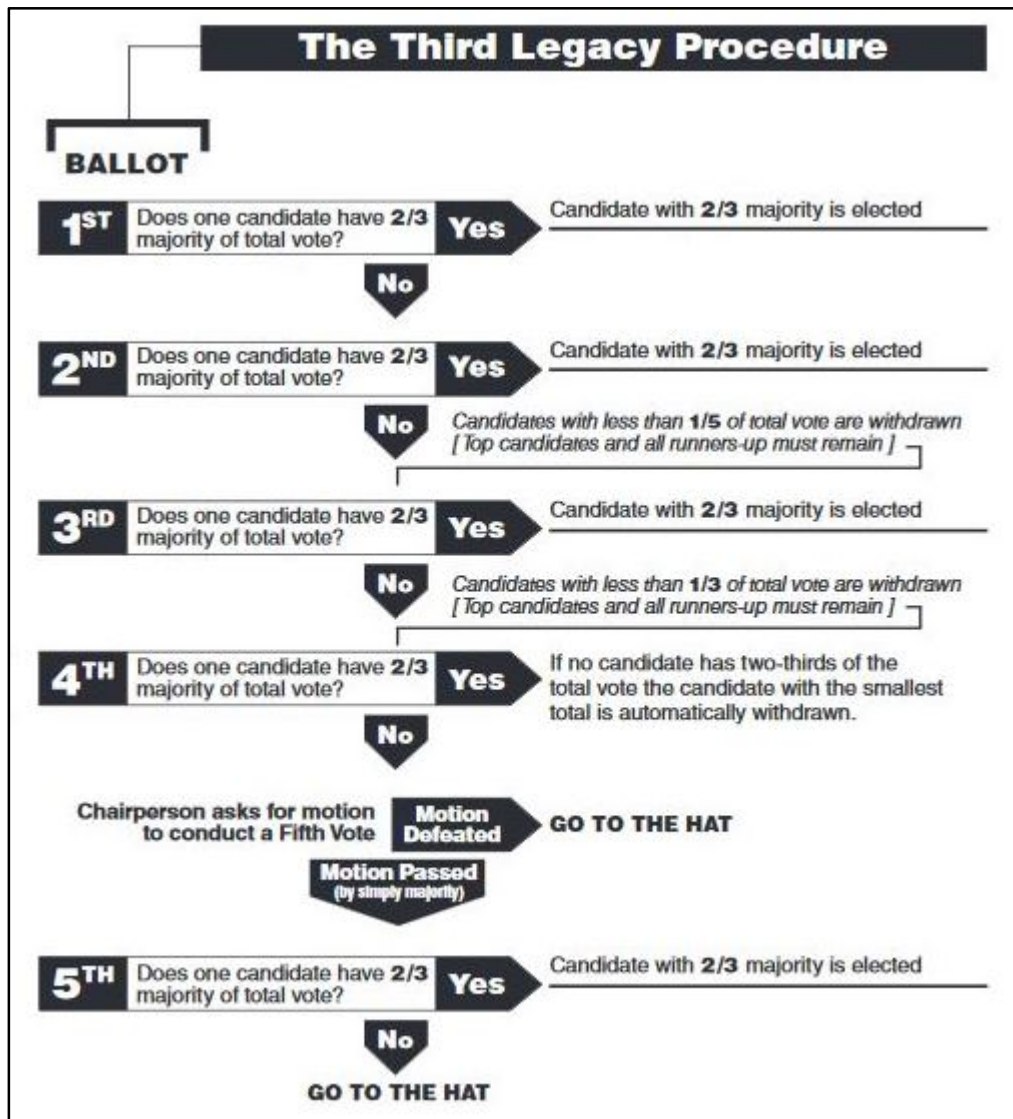 The Third Legacy Procedure
BALLOT
1ST
Does one candidate have 2/3
majority of total vote?
Yes
Candidate with 2/3 majority is elected
No
2ND
Does one candidate have 2/3
majority of total vote?
Yes
Candidate with 2/3 majority is elected
No
Candidates with less than 1/5 of total vote are withdrawn
[ Top candidates and all runners-up must remain ]
3RD
Does one candidate have 2/3
majority of total vote?
Yes
Candidate with 2/3 majority is elected
No
Candidates with less than 1/3 of total vote are withdrawn
[ Top candidates and all runners-up must remain ]
4TH
Does one candidate have 2/3
majority of total vote?
Yes
If no candidate has two-thirds of the
total vote the candidate with the smallest
total is automatically withdrawn.
No
Chairperson asks for motion
to conduct a Fifth Vote
Motion
Defeated
GO TO THE HAT
Motion Passed
(by simply majority)
5TH
Does one candidate have 2/3
majority of total vote?
Yes
Candidate with 2/3 majority is elected
No
GO TO THE HAT